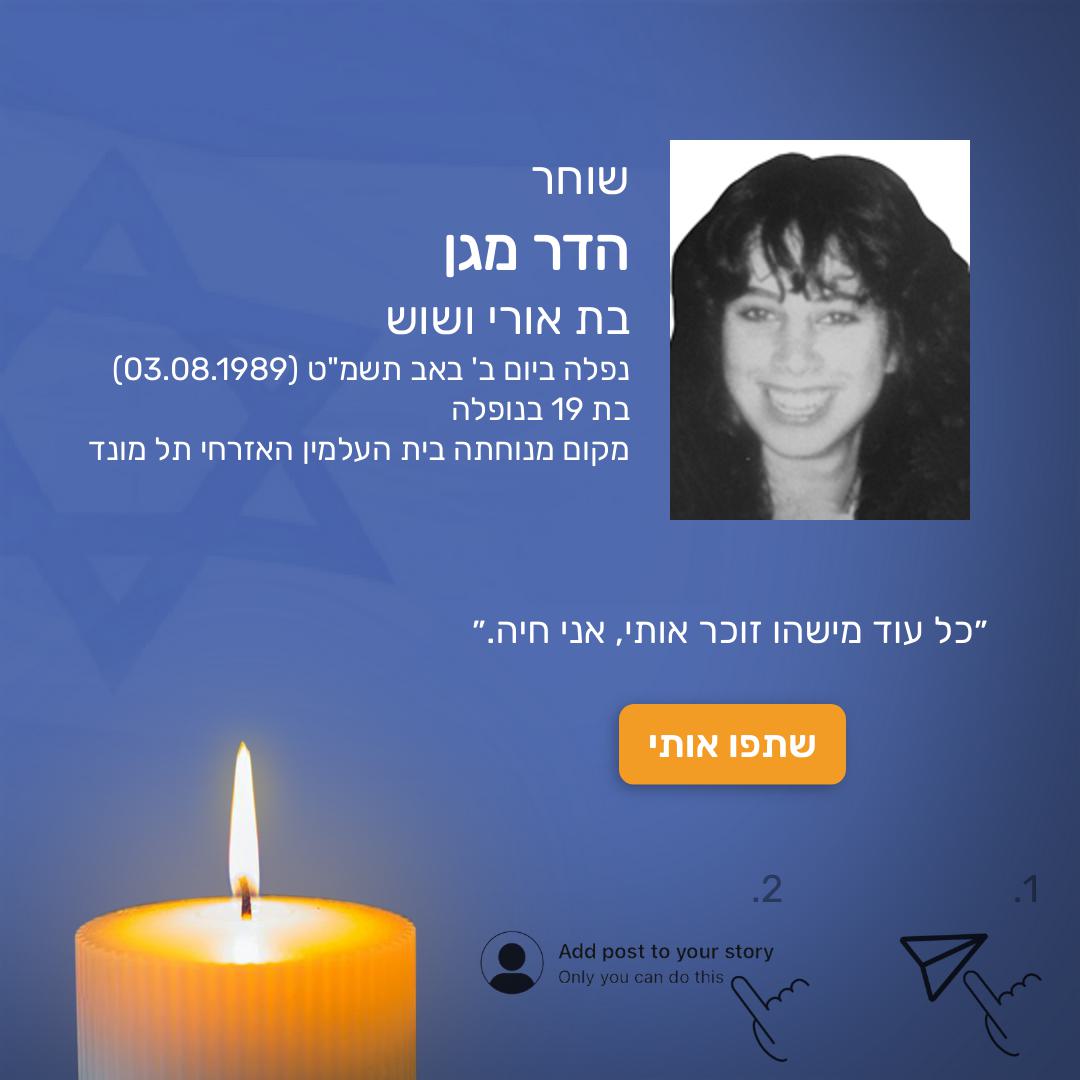 שוחר
הדר מגן
בת אורי ושוש
נפלה ביום ב' באב תשמ"ט (03.08.1989)
בת 19 בנופלה
מקום מנוחתה בית העלמין האזרחי תל מונד
״כל עוד מישהו זוכר אותי, אני חיה.״
שתפו אותי
1.
2.
Add post to your story
Only you can do this